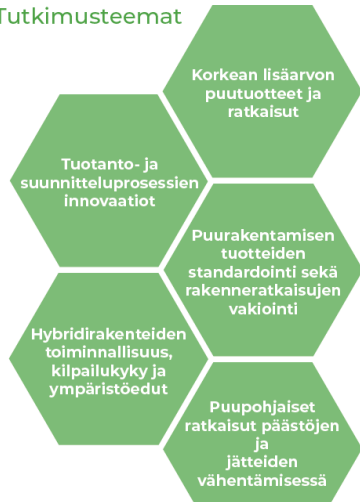 Tutkimusteemat
Korkean lisäarvon
puutuotteet ja
ratkaisut
Tuotanto- ja
suunnitteluprosessien
innovaatiot
Puurakentamisen
tuotteiden
standardointi sekä
rakenneratkaisujen
vakiointi
Hybridirakenteiden
toiminnallisuus,
kilpailukyky ja
ympäristöedut
Puupohjaiset
ratkaisut päästöjen
ja
jätteiden
vähentämisessä